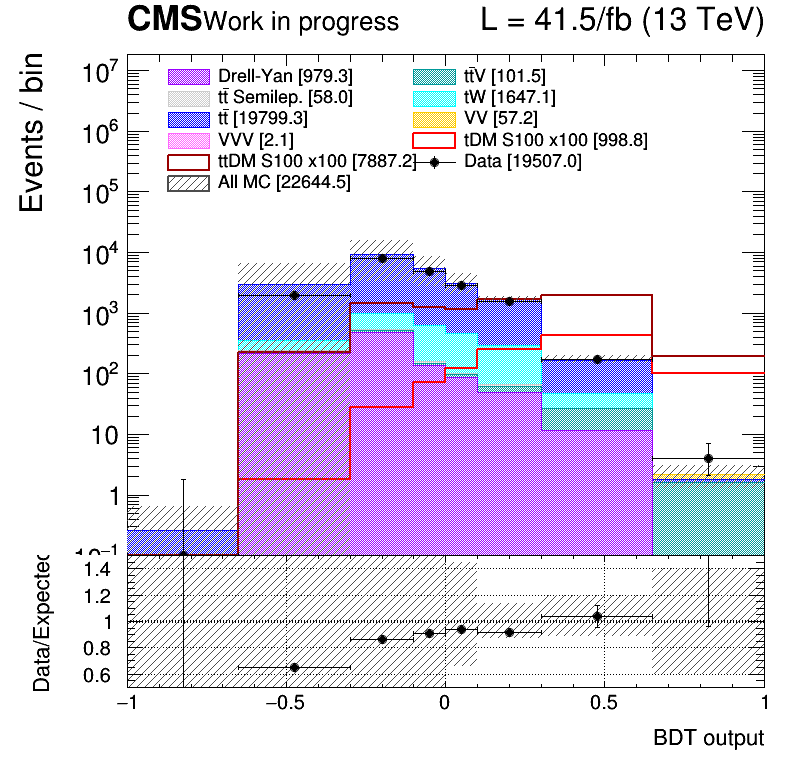 CMS Work in progress L = 41.5/fb (13 TeV)
Events / bin
10⁷
10⁶
10⁵
10⁴
10³
10²
10
1
10⁻¹
Drell-Yan [979.3] tt̄V [101.5]
tt̄ Semilep. [58.0] tW [1647.1]
tt̄ [19799.3] VV [57.2]
VVV [2.1] tDM S100 x100 [998.8]
ttDM S100 x100 [7887.2] Data [19507.0]
All MC [22644.5]
Data/Expected
1.4
1.2
1
0.8
0.6
−1 −0.5 0 0.5 1
BDT output